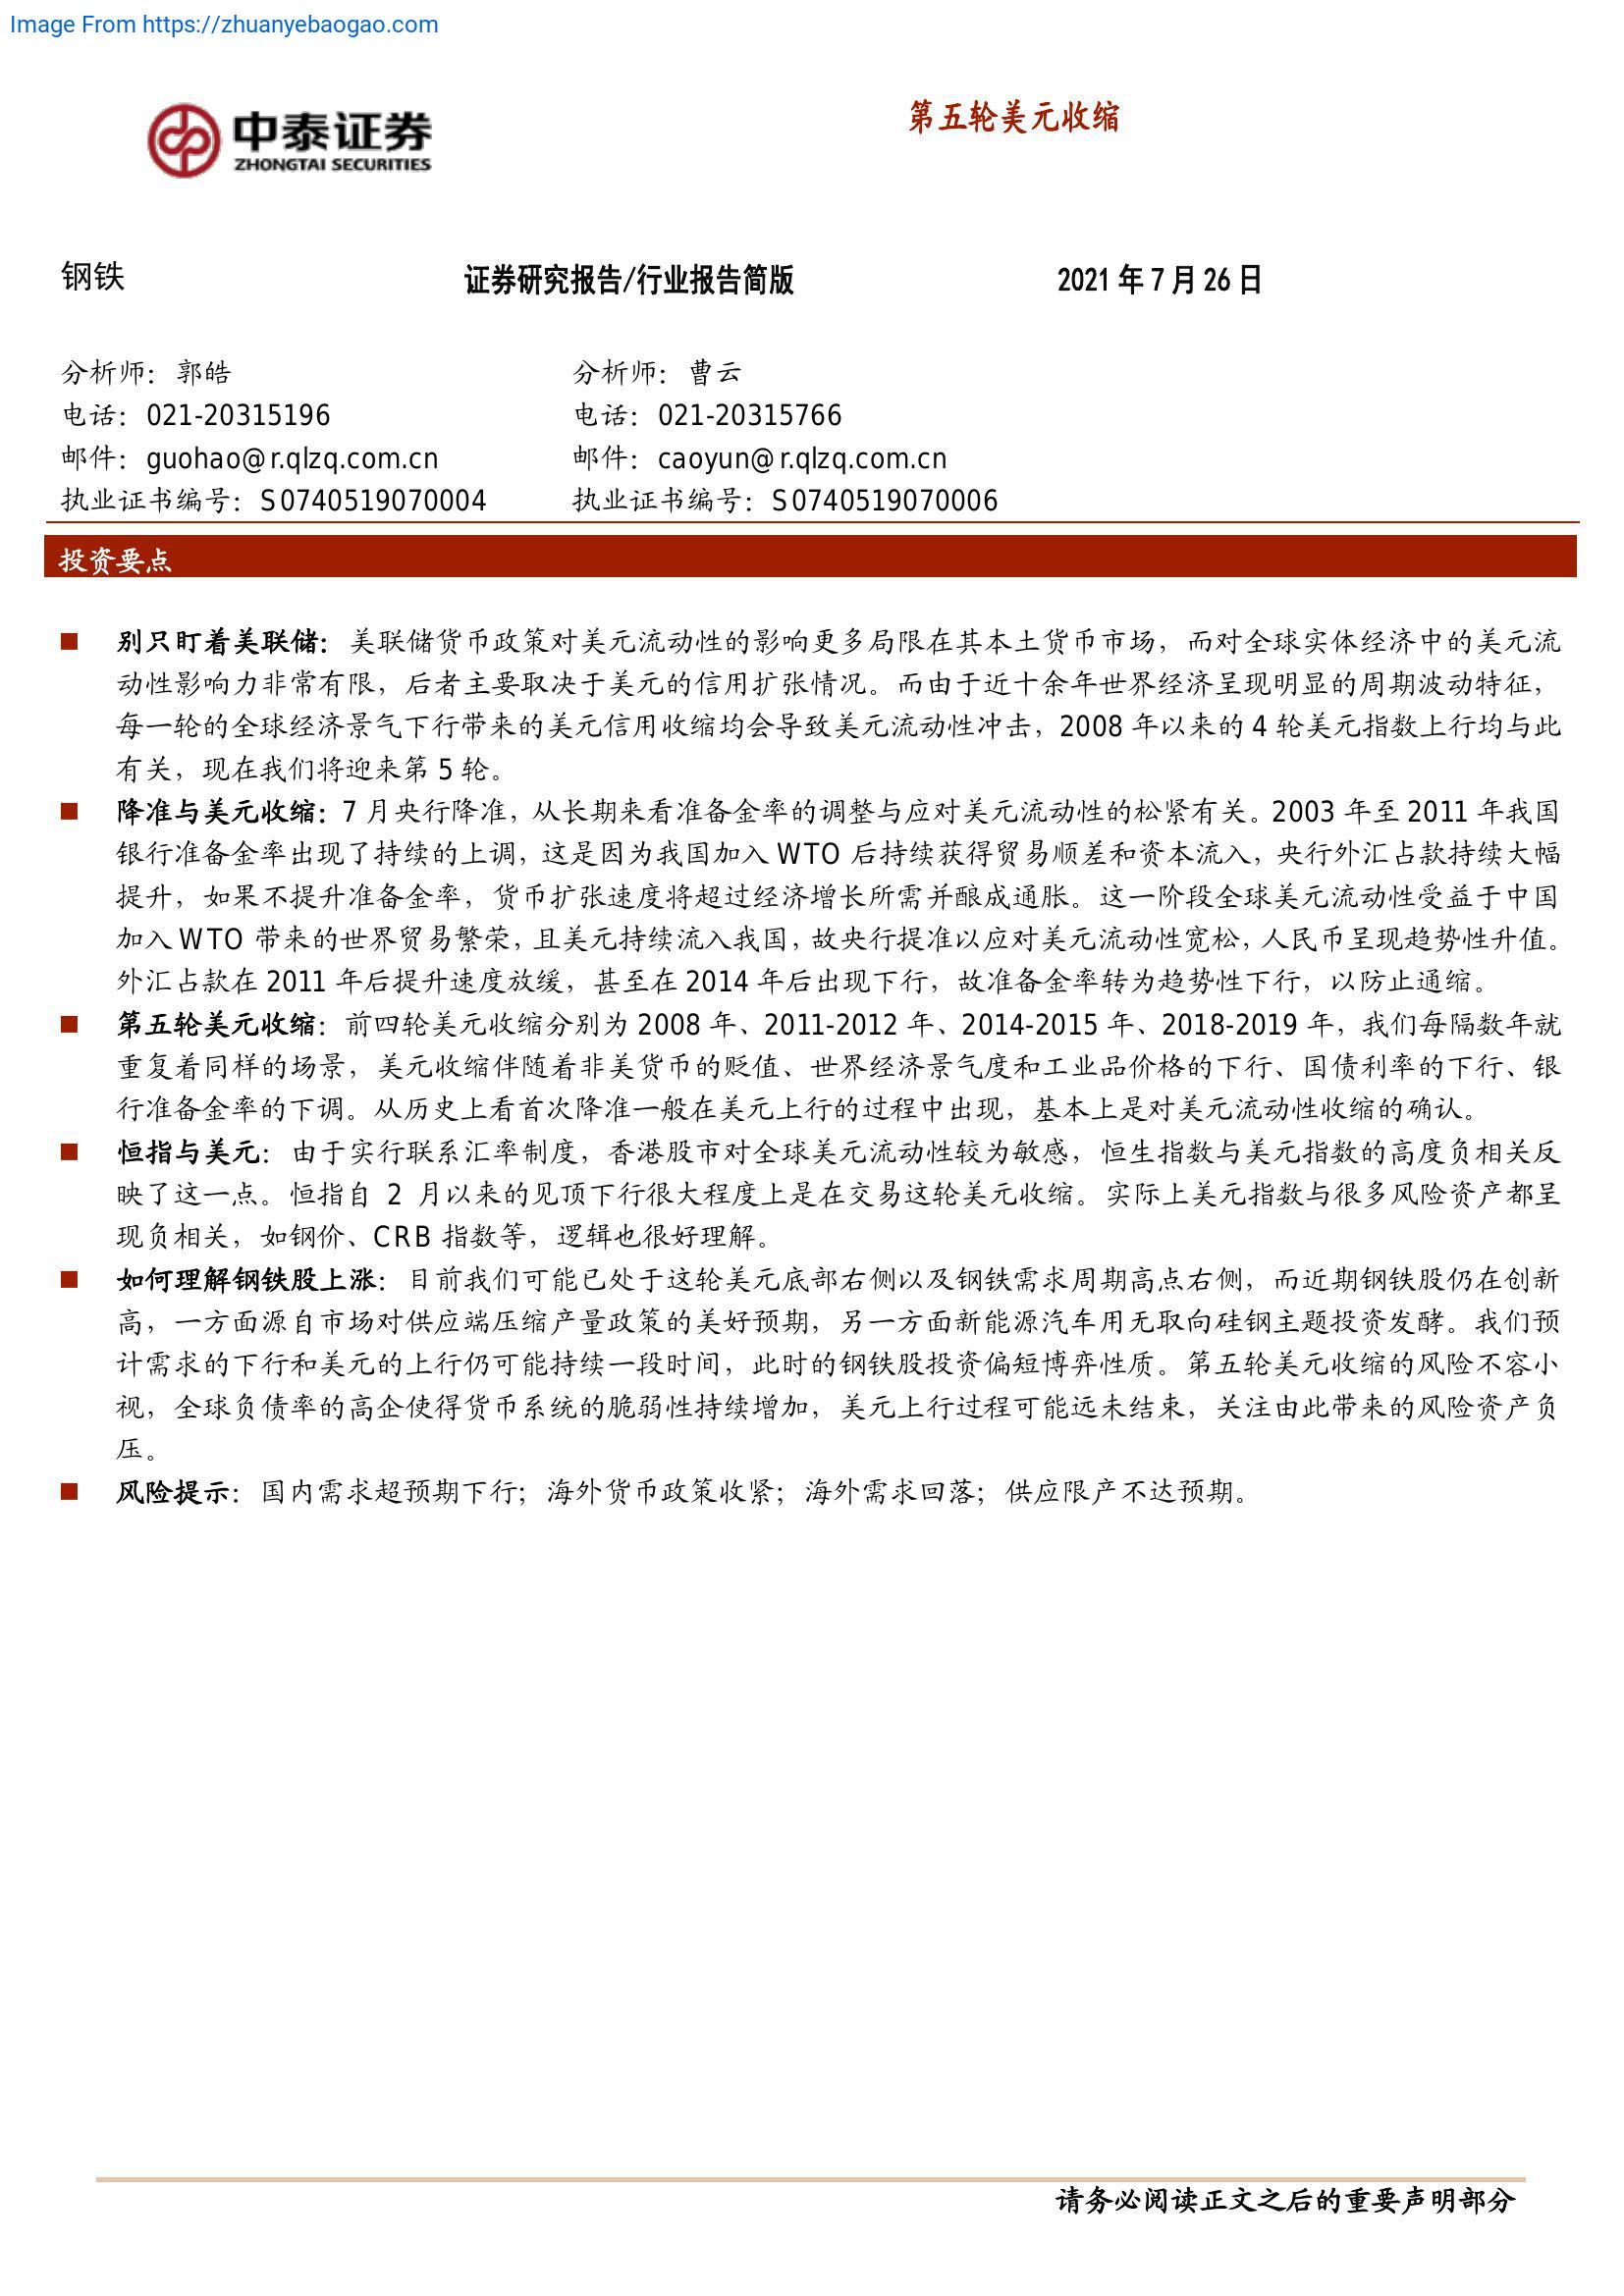 Image From https://zhuanyebaogao.com
中泰证券
ZHONGTAI SECURITIES
第五轮美元收缩
钢铁
证券研究报告/行业报告简版
2021 年 7 月 26 日
分析师：郭皓
电话：021-20315196
邮件：guohao@r.qlzq.com.cn
执业证书编号：S0740519070004
分析师：曹云
电话：021-20315766
邮件：caoyun@r.qlzq.com.cn
执业证书编号：S0740519070006
投资要点
■ 别只盯着美联储：美联储货币政策对美元流动性的影响更多局限在其本土货币市场，而对全球实体经济中的美元流
动性影响力非常有限，后者主要取决于美元的信用扩张情况。而由于近十余年世界经济呈现明显的周期波动特征，
每一轮的全球经济景气下行带来的美元信用收缩均会导致美元流动性冲击，2008 年以来的 4 轮美元指数上行均与此
有关，现在我们将迎来第 5 轮。
■ 降准与美元收缩：7 月央行降准，从长期来看准备金率的调整与应对美元流动性的松紧有关。2003 年至 2011 年我国
银行准备金率出现了持续的上调，这是因为我国加入 WTO 后持续获得贸易顺差和资本流入，央行外汇占款持续大幅
提升，如果不提升准备金率，货币扩张速度将超过经济增长所需并酿成通胀。这一阶段全球美元流动性受益于中国
加入 WTO 带来的世界贸易繁荣，且美元持续流入我国，故央行提准以应对美元流动性宽松，人民币呈现趋势性升值。
外汇占款在 2011 年后提升速度放缓，甚至在 2014 年后出现下行，故准备金率转为趋势性下行，以防止通缩。
■ 第五轮美元收缩：前四轮美元收缩分别为 2008 年、2011-2012 年、2014-2015 年、2018-2019 年，我们每隔数年就
重复着同样的场景，美元收缩伴随着非美货币的贬值、世界经济景气度和工业品价格的下行、国债利率的下行、银
行准备金率的下调。从历史上看首次降准一般在美元上行的过程中出现，基本上是对美元流动性收缩的确认。
■ 恒指与美元：由于实行联系汇率制度，香港股市对全球美元流动性较为敏感，恒生指数与美元指数的高度负相关反
映了这一点。恒指自 2 月以来的见顶下行很大程度上是在交易这轮美元收缩。实际上美元指数与很多风险资产都呈
现负相关，如钢价、CRB 指数等，逻辑也很好理解。
■ 如何理解钢铁股上涨：目前我们可能已处于这轮美元底部右侧以及钢铁需求周期高点右侧，而近期钢铁股仍在创新
高，一方面源自市场对供应端压缩产量政策的美好预期，另一方面新能源汽车用无取向硅钢主题投资发酵。我们预
计需求的下行和美元的上行仍可能持续一段时间，此时的钢铁股投资偏短博弈性质。第五轮美元收缩的风险不容小
视，全球负债率的高企使得货币系统的脆弱性持续增加，美元上行过程可能远未结束，关注由此带来的风险资产负
压。
■ 风险提示：国内需求超预期下行；海外货币政策收紧；海外需求回落；供应限产不达预期。
请务必阅读正文之后的重要声明部分